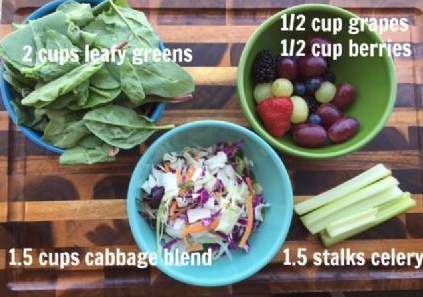 1/2 cup grapes
1/2 cup berries
2 cups leafy greens
1.5 cups cabbage blend
1.5 stalks celery